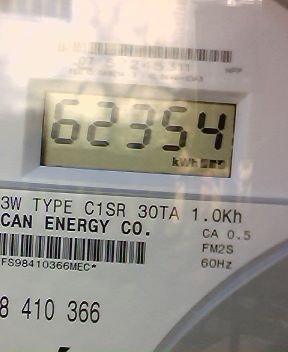 62354
kWh
3W TYPE C1SR 30TA 1.0Kh
CAN ENERGY CO.
CA 0.5
FM2S
60Hz
FS98410366MEC*
8 410 366